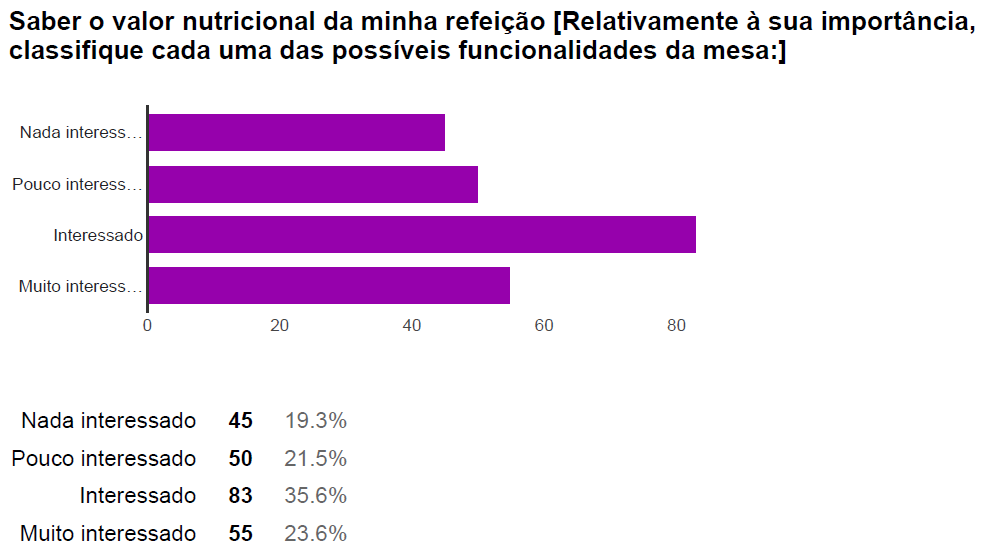 Saber o valor nutricional da minha refeição [Relativamente à sua importância,
classifique cada uma das possíveis funcionalidades da mesa:]
Nada interess…
Pouco interess…
Interessado
Muito interess…
0 20 40 60 80
Nada interessado 45 19.3%
Pouco interessado 50 21.5%
Interessado 83 35.6%
Muito interessado 55 23.6%